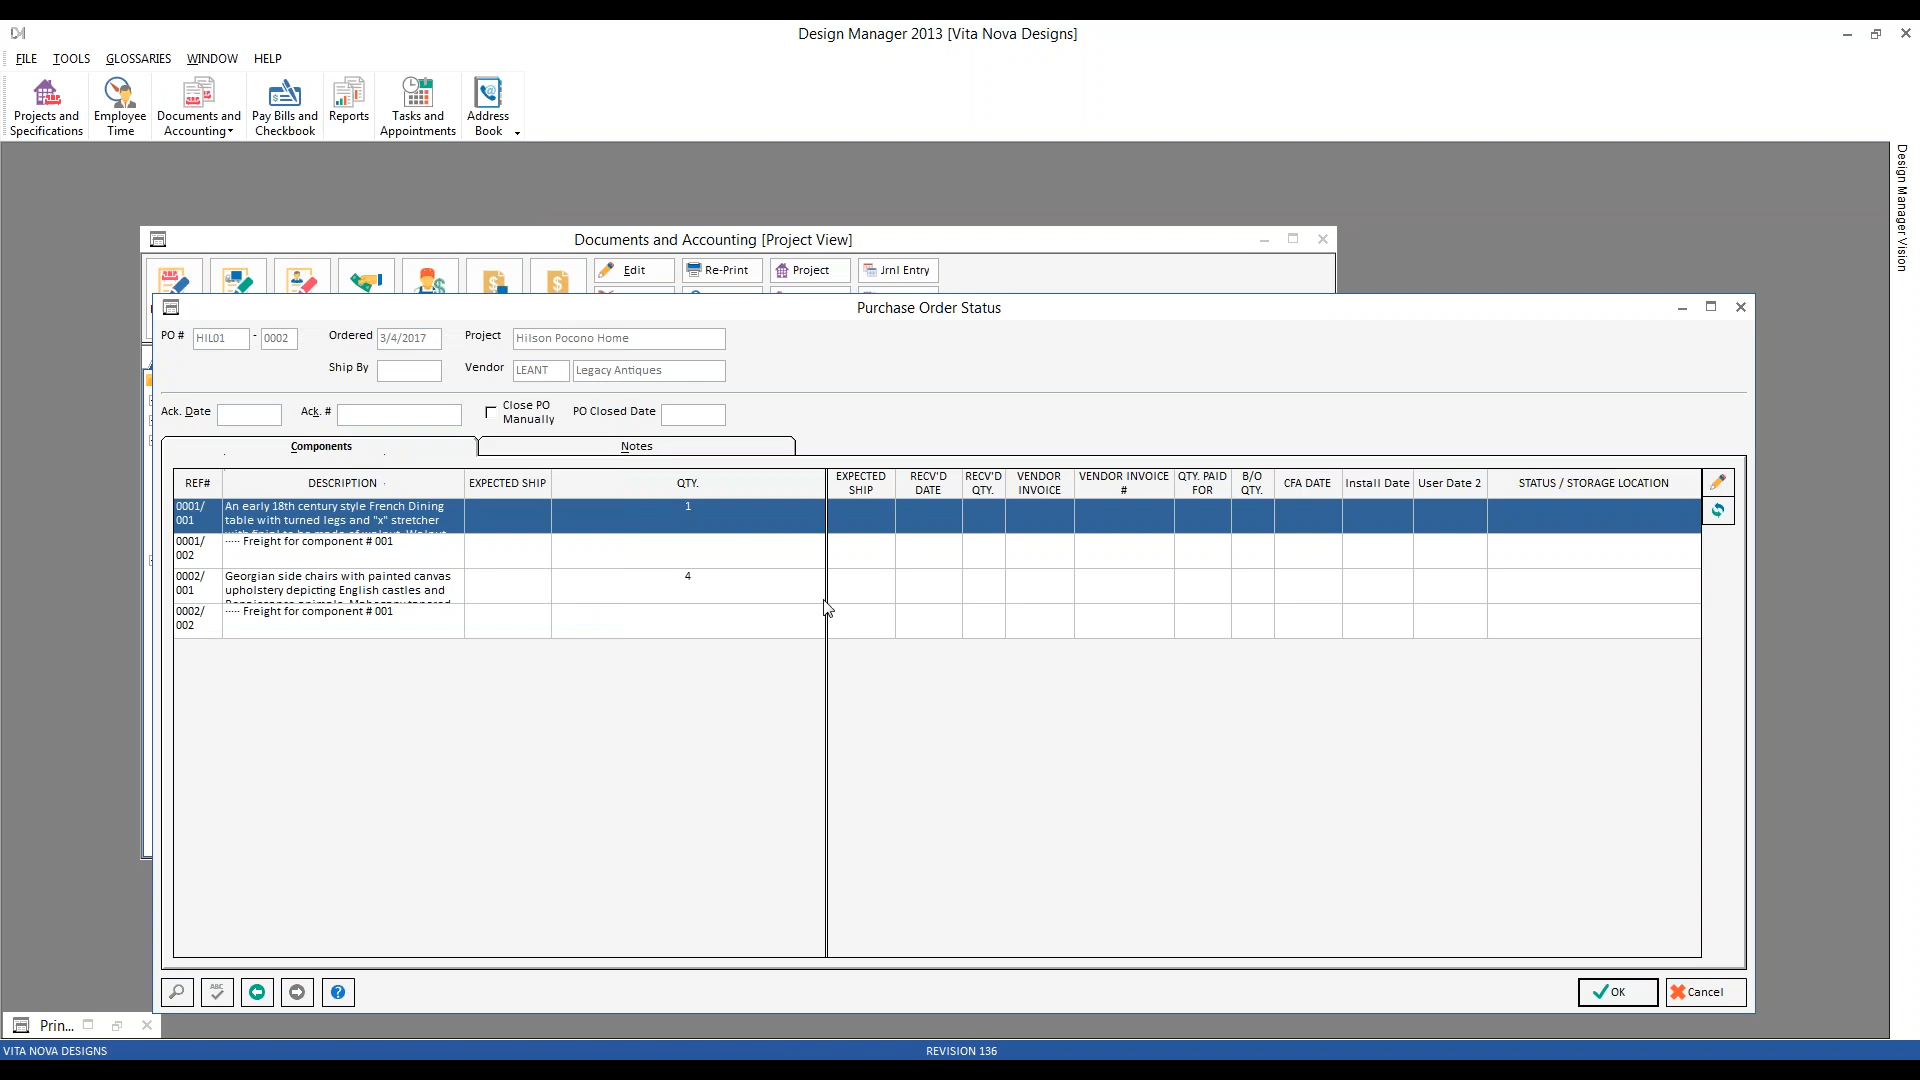 Design Manager 2013 [Vita Nova Designs]
FILE TOOLS GLOSSARIES WINDOW HELP
Projects and Specifications
Employee Time
Documents and Accounting
Pay Bills and Checkbook
Reports
Tasks and Appointments
Address Book
Design Manager Vision
Documents and Accounting [Project View]
Edit Re-Print Project Jrnl Entry
Purchase Order Status
PO # HIL01 - 0002 Ordered 3/4/2017 Project Hilson Pocono Home
Ship By Vendor LEANT Legacy Antiques
Ack. Date Ack. # Close PO Manually PO Closed Date
Components Notes
REF# DESCRIPTION EXPECTED SHIP QTY. EXPECTED SHIP RECV'D DATE RECV'D QTY. VENDOR INVOICE VENDOR INVOICE # QTY. PAID FOR B/O QTY. CFA DATE Install Date User Date 2 STATUS / STORAGE LOCATION
0001/ An early 18th century style French Dining 1
001 table with turned legs and "x" stretcher
0001/ ----- Freight for component # 001
002
0002/ Georgian side chairs with painted canvas 4
001 upholstery depicting English castles and
0002/ ----- Freight for component # 001
002
ABC
OK Cancel
Prin...
VITA NOVA DESIGNS REVISION 136